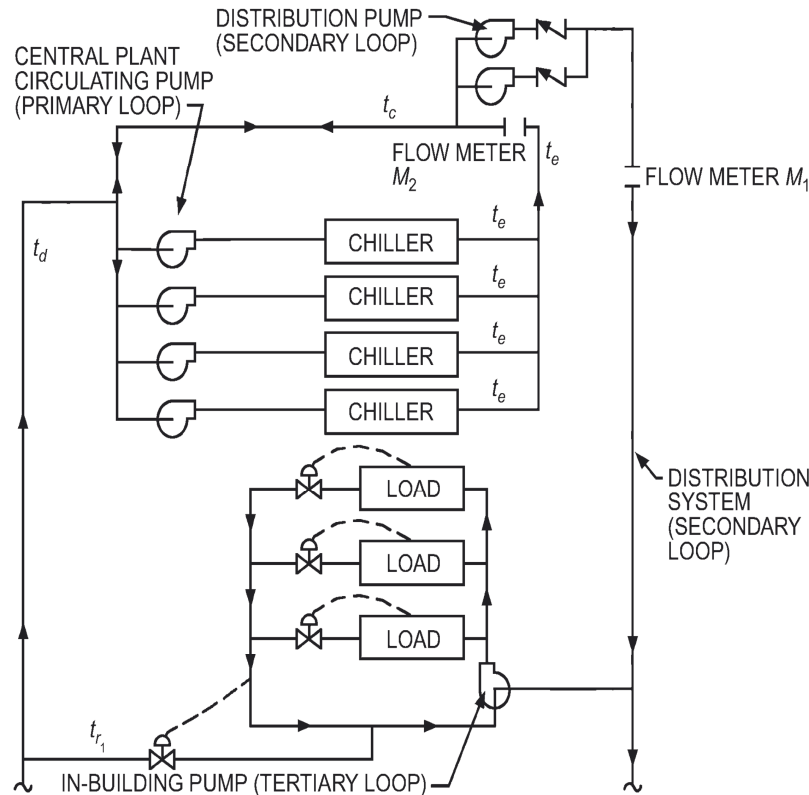 DISTRIBUTION PUMP
(SECONDARY LOOP)
CENTRAL PLANT
CIRCULATING PUMP
(PRIMARY LOOP)
t_c
FLOW METER
M_2
t_e
FLOW METER M_1
t_d
CHILLER
t_e
CHILLER
t_e
CHILLER
t_e
CHILLER
t_e
LOAD
LOAD
LOAD
DISTRIBUTION
SYSTEM
(SECONDARY
LOOP)
t_r_1
IN-BUILDING PUMP (TERTIARY LOOP)